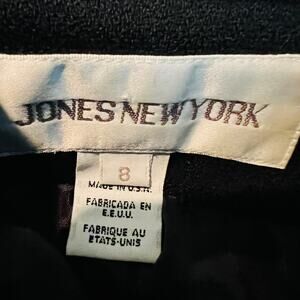 JONES NEW YORK
8
MADE IN U.S.A.
FABRICADA EN
E.E.U.U.
FABRIQUE AU
ETATS-UNIS